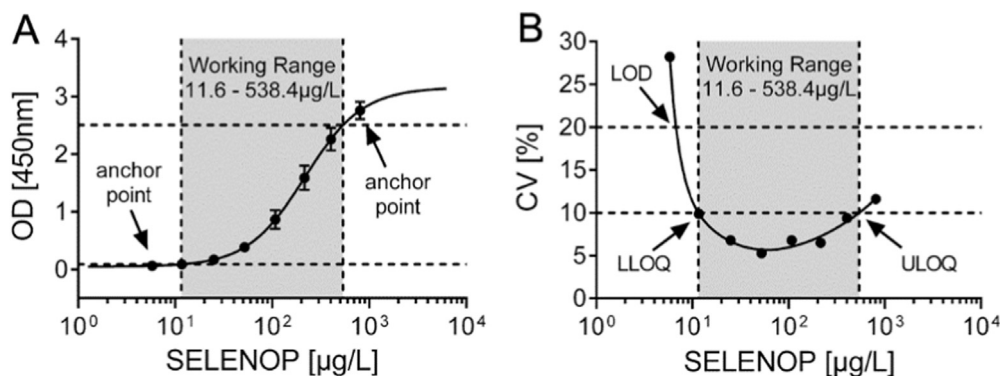 A
4
3
2
1
0
OD [450nm]
Working Range
11.6 - 538.4µg/L
anchor
point
anchor
point
10⁰
10¹
10²
10³
10⁴
SELENOP [µg/L]
B
30
25
20
15
10
5
0
CV [%]
Working Range
11.6 - 538.4µg/L
LOD
LLOQ
ULOQ
10⁰
10¹
10²
10³
10⁴
SELENOP [µg/L]